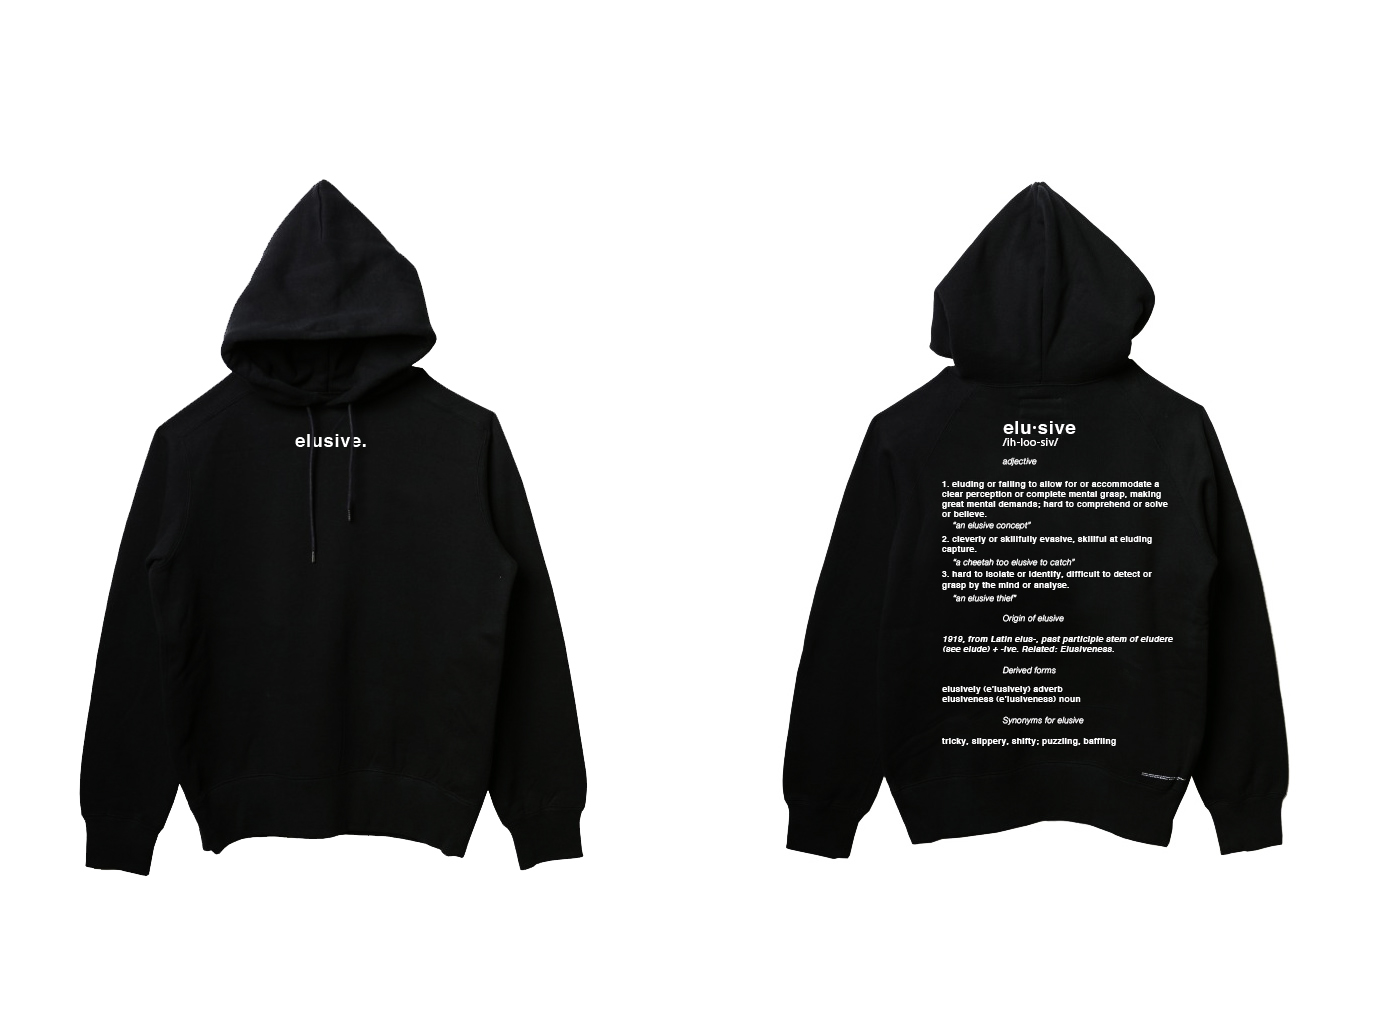 elusive.
elu·sive
/ih-loo-siv/
adjective
1. eluding or failing to allow for or accommodate a
clear perception or complete mental grasp, making
great mental demands; hard to comprehend or solve
or believe.
"an elusive concept"
2. cleverly or skillfully evasive, skillful at eluding
capture.
"a cheetah too elusive to catch"
3. hard to isolate or identify, difficult to detect or
grasp by the mind or analyse.
"an elusive thief"
Origin of elusive
1919, from Latin elus-, past participle stem of eludere
(see elude) + -ive. Related: Elusiveness.
Derived forms
elusively (e'lusively) adverb
elusiveness (e'lusiveness) noun
Synonyms for elusive
tricky, slippery, shifty; puzzling, baffling